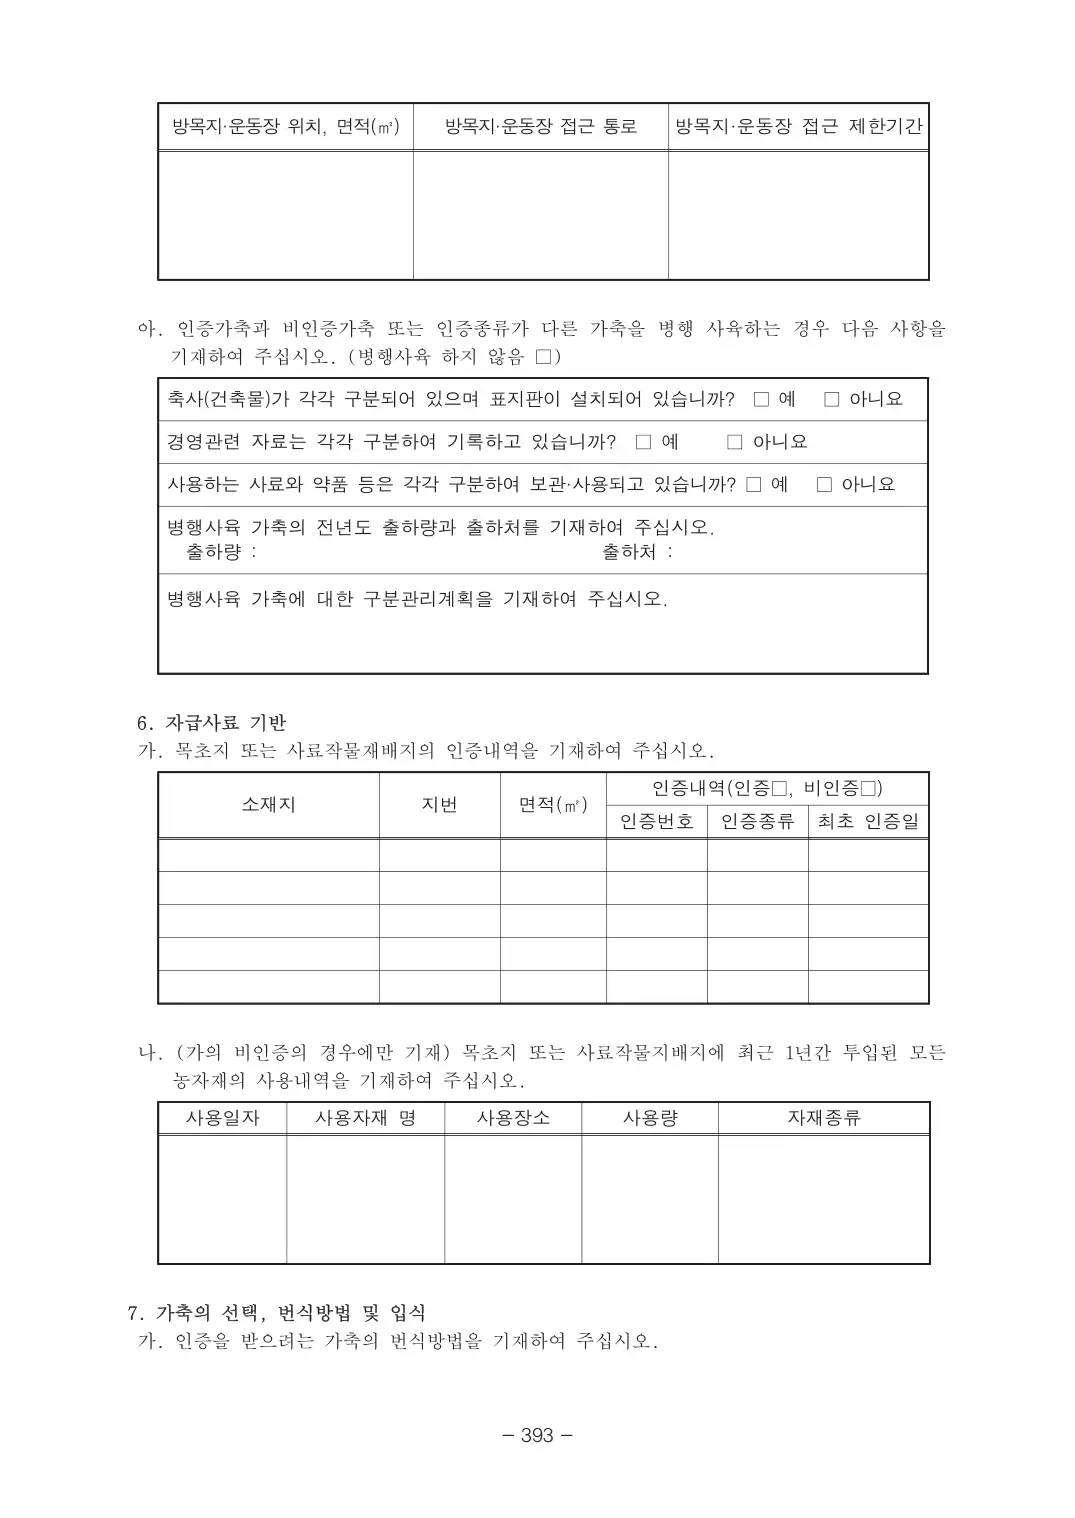 방목지·운동장 위치, 면적(㎡) 방목지·운동장 접근 통로 방목지·운동장 접근 제한기간
아. 인증가축과 비인증가축 또는 인증종류가 다른 가축을 병행 사육하는 경우 다음 사항을
기재하여 주십시오. (병행사육 하지 않음 □)
축사(건축물)가 각각 구분되어 있으며 표지판이 설치되어 있습니까? □ 예 □ 아니요
경영관련 자료는 각각 구분하여 기록하고 있습니까? □ 예 □ 아니요
사용하는 사료와 약품 등은 각각 구분하여 보관·사용되고 있습니까? □ 예 □ 아니요
병행사육 가축의 전년도 출하량과 출하처를 기재하여 주십시오.
출하량 : 출하처 :
병행사육 가축에 대한 구분관리계획을 기재하여 주십시오.
6. 자급사료 기반
가. 목초지 또는 사료작물재배지의 인증내역을 기재하여 주십시오.
소재지 지번 면적(㎡) 인증내역(인증□, 비인증□)
인증번호 인증종류 최초 인증일
나. (가의 비인증의 경우에만 기재) 목초지 또는 사료작물지배지에 최근 1년간 투입된 모든
농자재의 사용내역을 기재하여 주십시오.
사용일자 사용자재 명 사용장소 사용량 자재종류
7. 가축의 선택, 번식방법 및 입식
가. 인증을 받으려는 가축의 번식방법을 기재하여 주십시오.
- 393 -